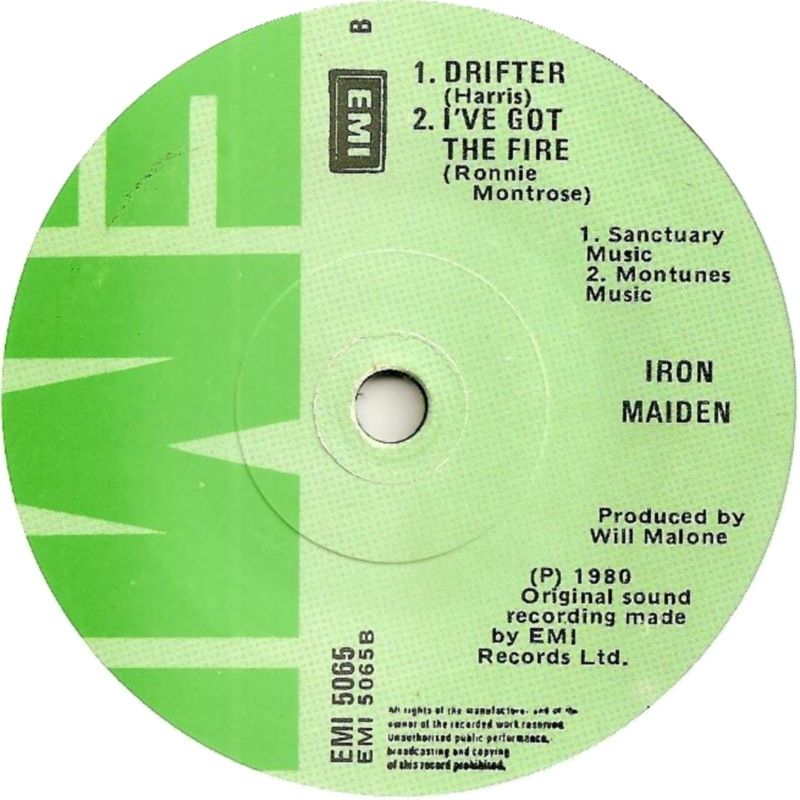 B
EMI
1. DRIFTER
(Harris)
2. I'VE GOT
THE FIRE
(Ronnie
Montrose)
1. Sanctuary
Music
2. Montunes
Music
IRON
MAIDEN
Produced by
Will Malone
(P) 1980
Original sound
recording made
by EMI
Records Ltd.
EMI 5065
EMI 5065B
All rights of the manufacturer and of the
owner of the recorded work reserved.
Unauthorised public performance,
broadcasting and copying
of this record prohibited.
EMI